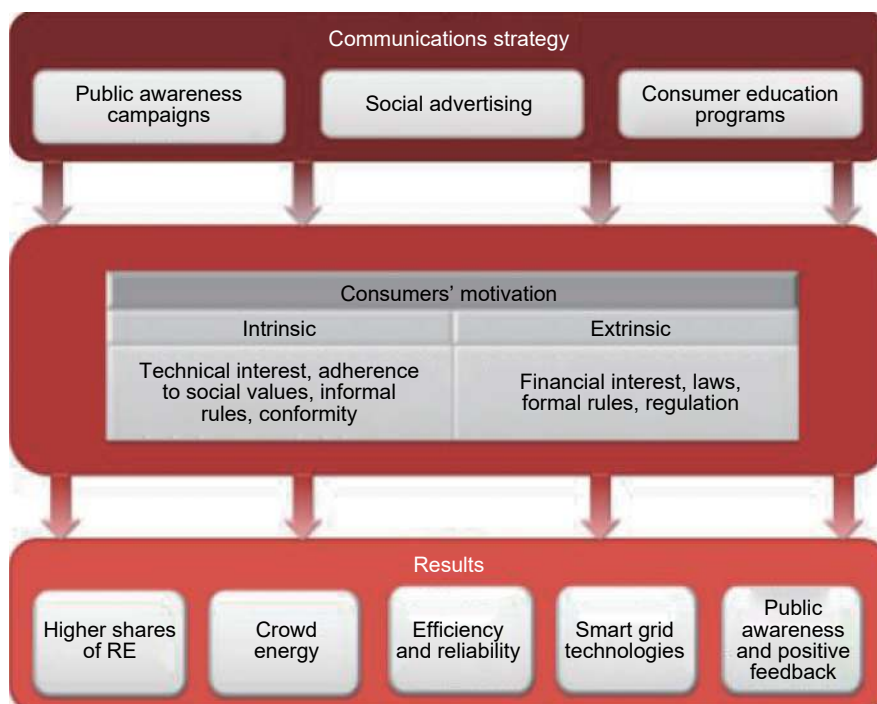 Communications strategy
Public awareness
campaigns
Social advertising
Consumer education
programs
Consumers’ motivation
Intrinsic
Extrinsic
Technical interest, adherence
to social values, informal
rules, conformity
Financial interest, laws,
formal rules, regulation
Results
Higher shares
of RE
Crowd
energy
Efficiency
and reliability
Smart grid
technologies
Public
awareness
and positive
feedback